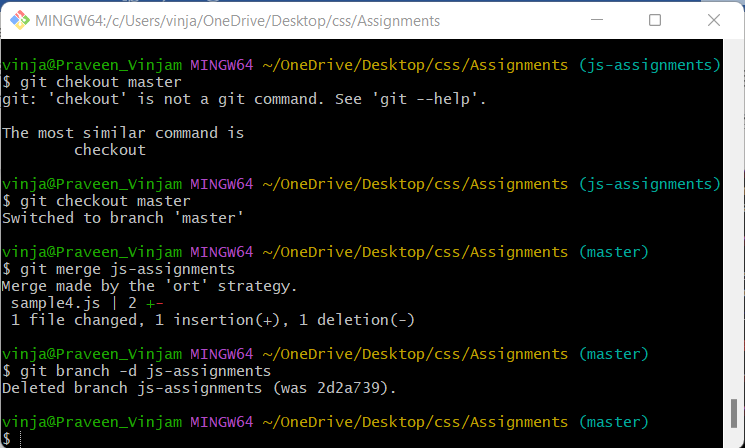 MINGW64:/c/Users/vinja/OneDrive/Desktop/css/Assignments
vinja@Praveen_Vinjam MINGW64 ~/OneDrive/Desktop/css/Assignments (js-assignments)
$ git chekout master
git: 'chekout' is not a git command. See 'git --help'.
The most similar command is
checkout
vinja@Praveen_Vinjam MINGW64 ~/OneDrive/Desktop/css/Assignments (js-assignments)
$ git checkout master
Switched to branch 'master'
vinja@Praveen_Vinjam MINGW64 ~/OneDrive/Desktop/css/Assignments (master)
$ git merge js-assignments
Merge made by the 'ort' strategy.
sample4.js | 2 +-
1 file changed, 1 insertion(+), 1 deletion(-)
vinja@Praveen_Vinjam MINGW64 ~/OneDrive/Desktop/css/Assignments (master)
$ git branch -d js-assignments
Deleted branch js-assignments (was 2d2a739).
vinja@Praveen_Vinjam MINGW64 ~/OneDrive/Desktop/css/Assignments (master)
$